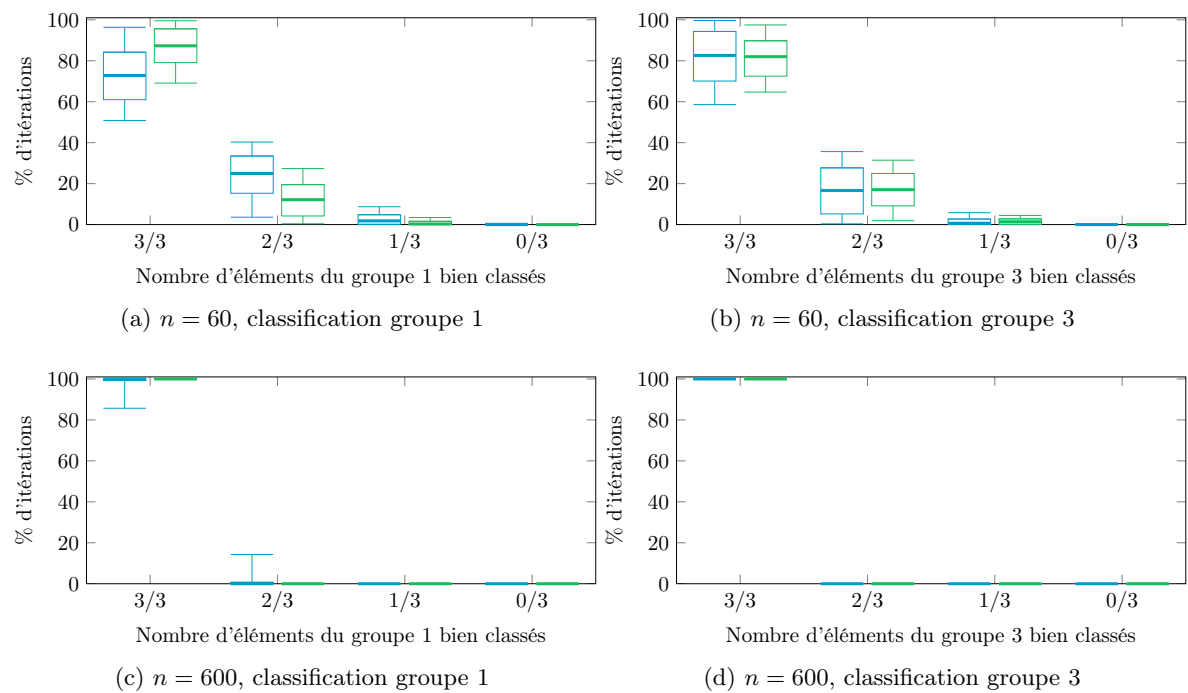 100
80
60
40
20
0
% d'itérations
3/3 2/3 1/3 0/3
Nombre d'éléments du groupe 1 bien classés
(a) n = 60, classification groupe 1
100
80
60
40
20
0
% d'itérations
3/3 2/3 1/3 0/3
Nombre d'éléments du groupe 3 bien classés
(b) n = 60, classification groupe 3
100
80
60
40
20
0
% d'itérations
3/3 2/3 1/3 0/3
Nombre d'éléments du groupe 1 bien classés
(c) n = 600, classification groupe 1
100
80
60
40
20
0
% d'itérations
3/3 2/3 1/3 0/3
Nombre d'éléments du groupe 3 bien classés
(d) n = 600, classification groupe 3